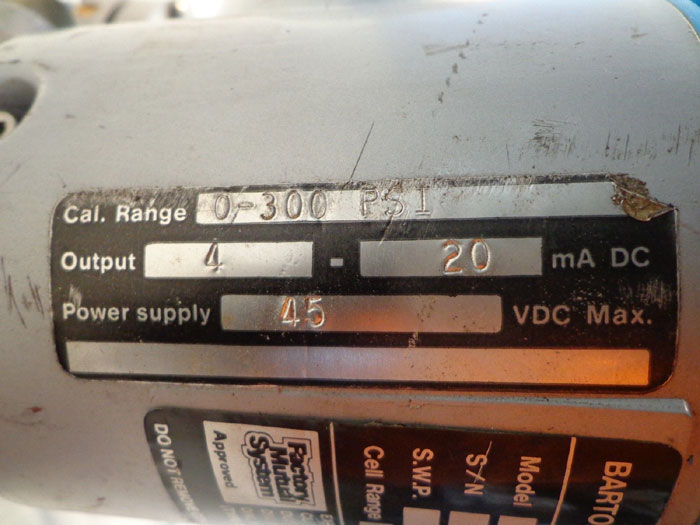 Cal. Range 0-300 PSI
Output 4 - 20 mA DC
Power supply 45 VDC Max.
Model
S/N
S.W.P.
Cell Range
Factory
Mutual
System
Approved
DO NOT